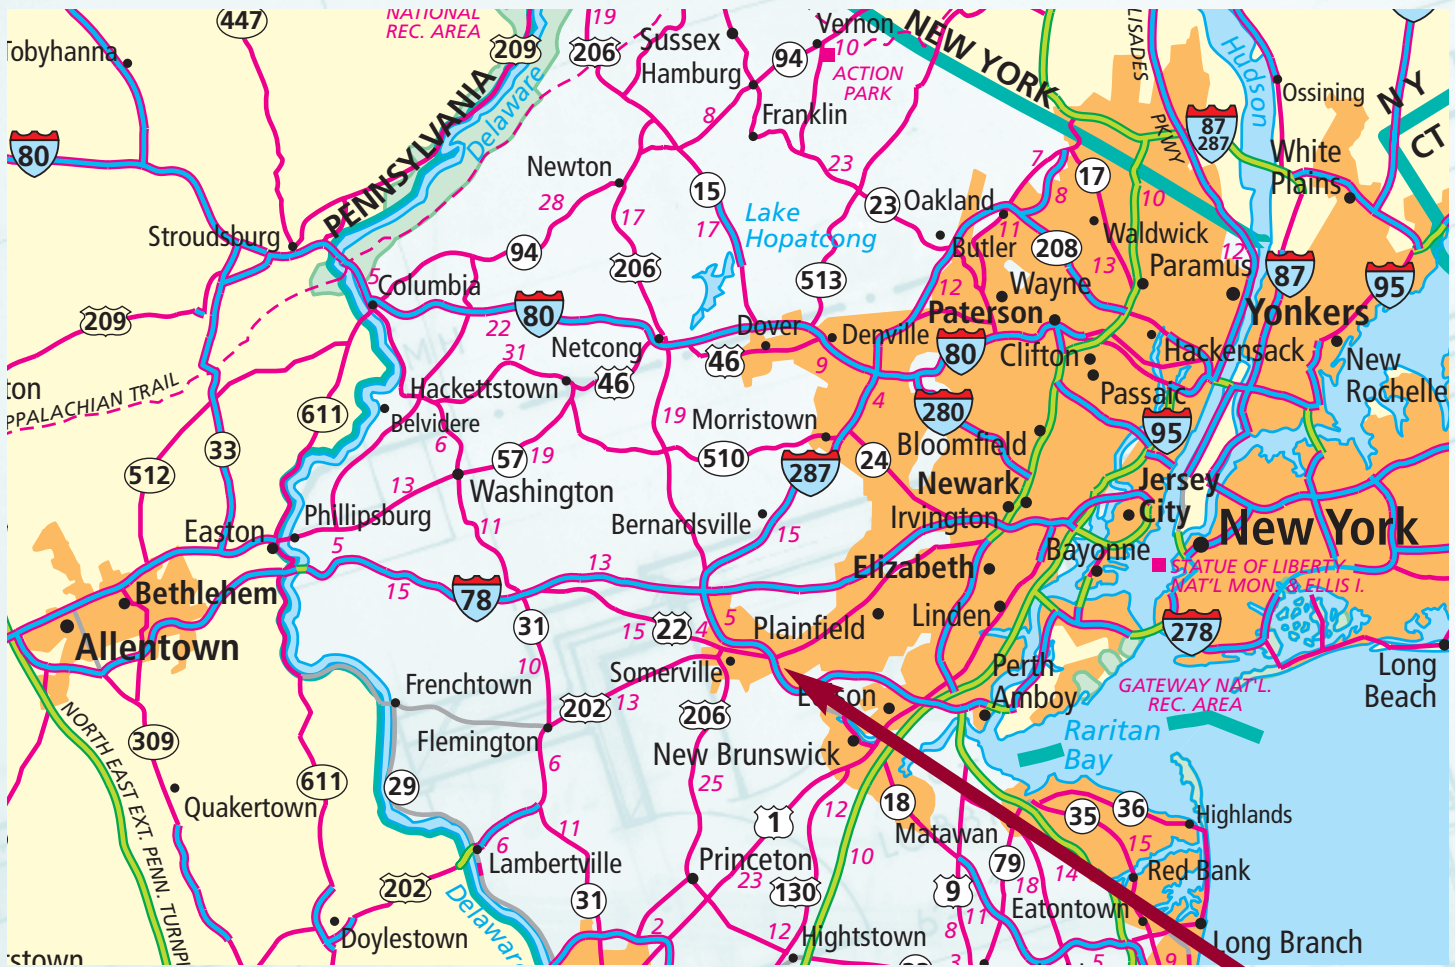 447
NATIONAL
REC. AREA
209
19
206
Sussex
Hamburg
94
Vernon
10
ACTION
PARK
NEW YORK
PKWY
Hudson
Ossining
N Y
CT
Tobyhanna
80
PENNSYLVANIA
Delaware
8
Franklin
23
87
287
White
Plains
Newton
28
17
15
17
Lake
Hopatcong
23
Oakland
7
8
17
10
11
Butler
208
Waldwick
13
Paramus
12
87
95
Stroudsburg
94
206
513
12
Wayne
Yonkers
5
Columbia
209
22
80
31
Netcong
46
Dover
46
Denville
9
Paterson
80
Clifton
Passaic
Hackensack
New
Rochelle
Hackettstown
Belvidere
611
33
512
6
57
19
19
Morristown
510
287
4
24
280
Bloomfield
95
Washington
13
11
Newark
Irvington
Jersey
City
New York
Bernardsville
15
Easton
Phillipsburg
5
15
78
13
Elizabeth
Bayonne
STATUE OF LIBERTY
NAT'L MON. & ELLIS I.
Bethlehem
Allentown
31
10
15
22
4
5
Plainfield
Linden
278
Long
Beach
Somerville
Perth
Amboy
GATEWAY NAT'L.
REC. AREA
Frenchtown
202
13
206
Raritan
Bay
Flemington
New Brunswick
NORTH EAST EXT. PENN. TURNPI
309
Quakertown
611
29
6
11
25
1
12
18
Matawan
35
36
Highlands
15
6
Lambertville
202
Princeton
23
130
10
79
18
14
Red Bank
9
11
8
Eatontown
31
2
12
Hightstown
3
5
9
Long Branch
Doylestown
Delaware